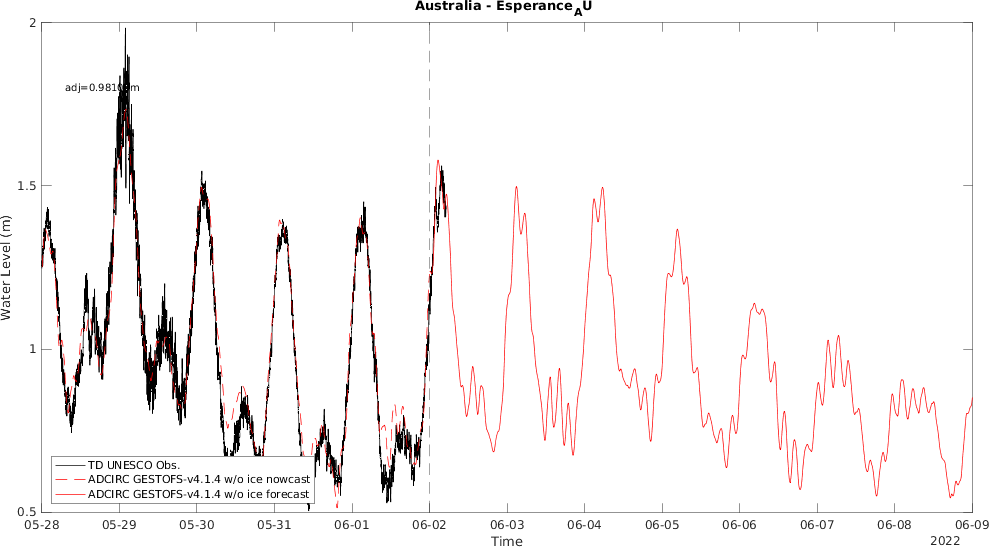 Australia - Esperance_AU
adj=0.981 m
Water Level (m)
2
1.5
1
0.5
TD UNESCO Obs.
ADCIRC GESTOFS-v4.1.4 w/o ice nowcast
ADCIRC GESTOFS-v4.1.4 w/o ice forecast
05-28 05-29 05-30 05-31 06-01 06-02 06-03 06-04 06-05 06-06 06-07 06-08 06-09
Time
2022